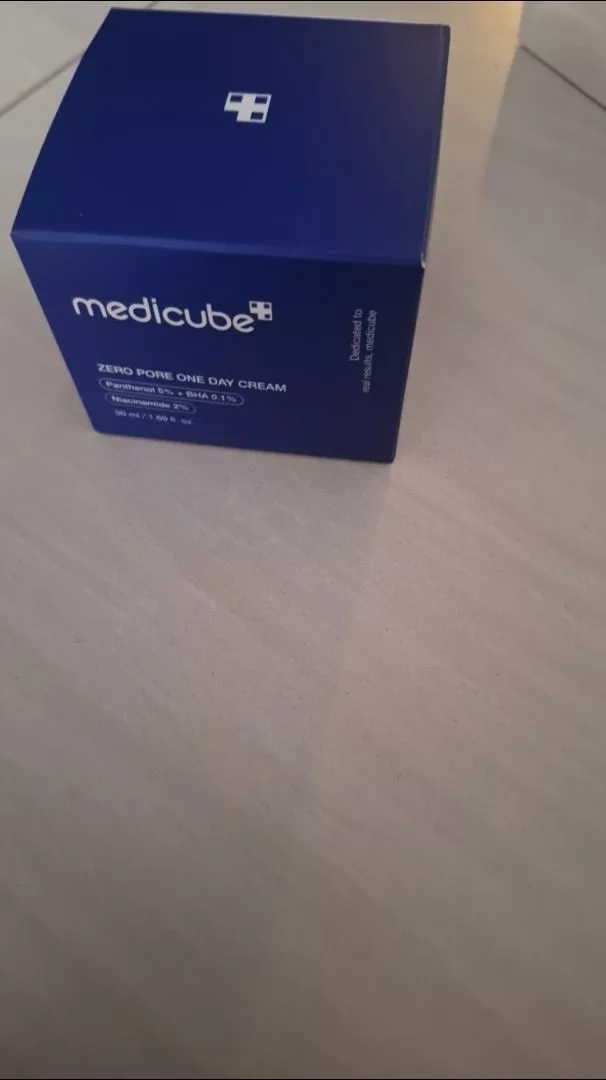 medicube
ZERO PORE ONE DAY CREAM
Panthenol 5% + BHA 0.1%
Niacinamide 2%
50 ml / 1.69 fl. oz.
Dedicated to
real results, medicube